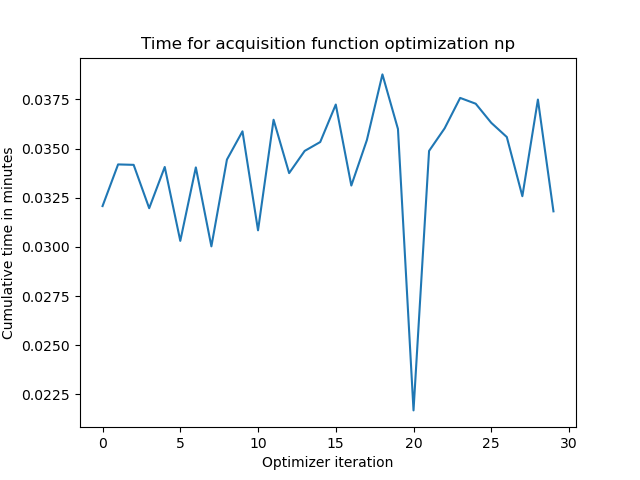 Time for acquisition function optimization np
Cumulative time in minutes
0.0375
0.0350
0.0325
0.0300
0.0275
0.0250
0.0225
0 5 10 15 20 25 30
Optimizer iteration